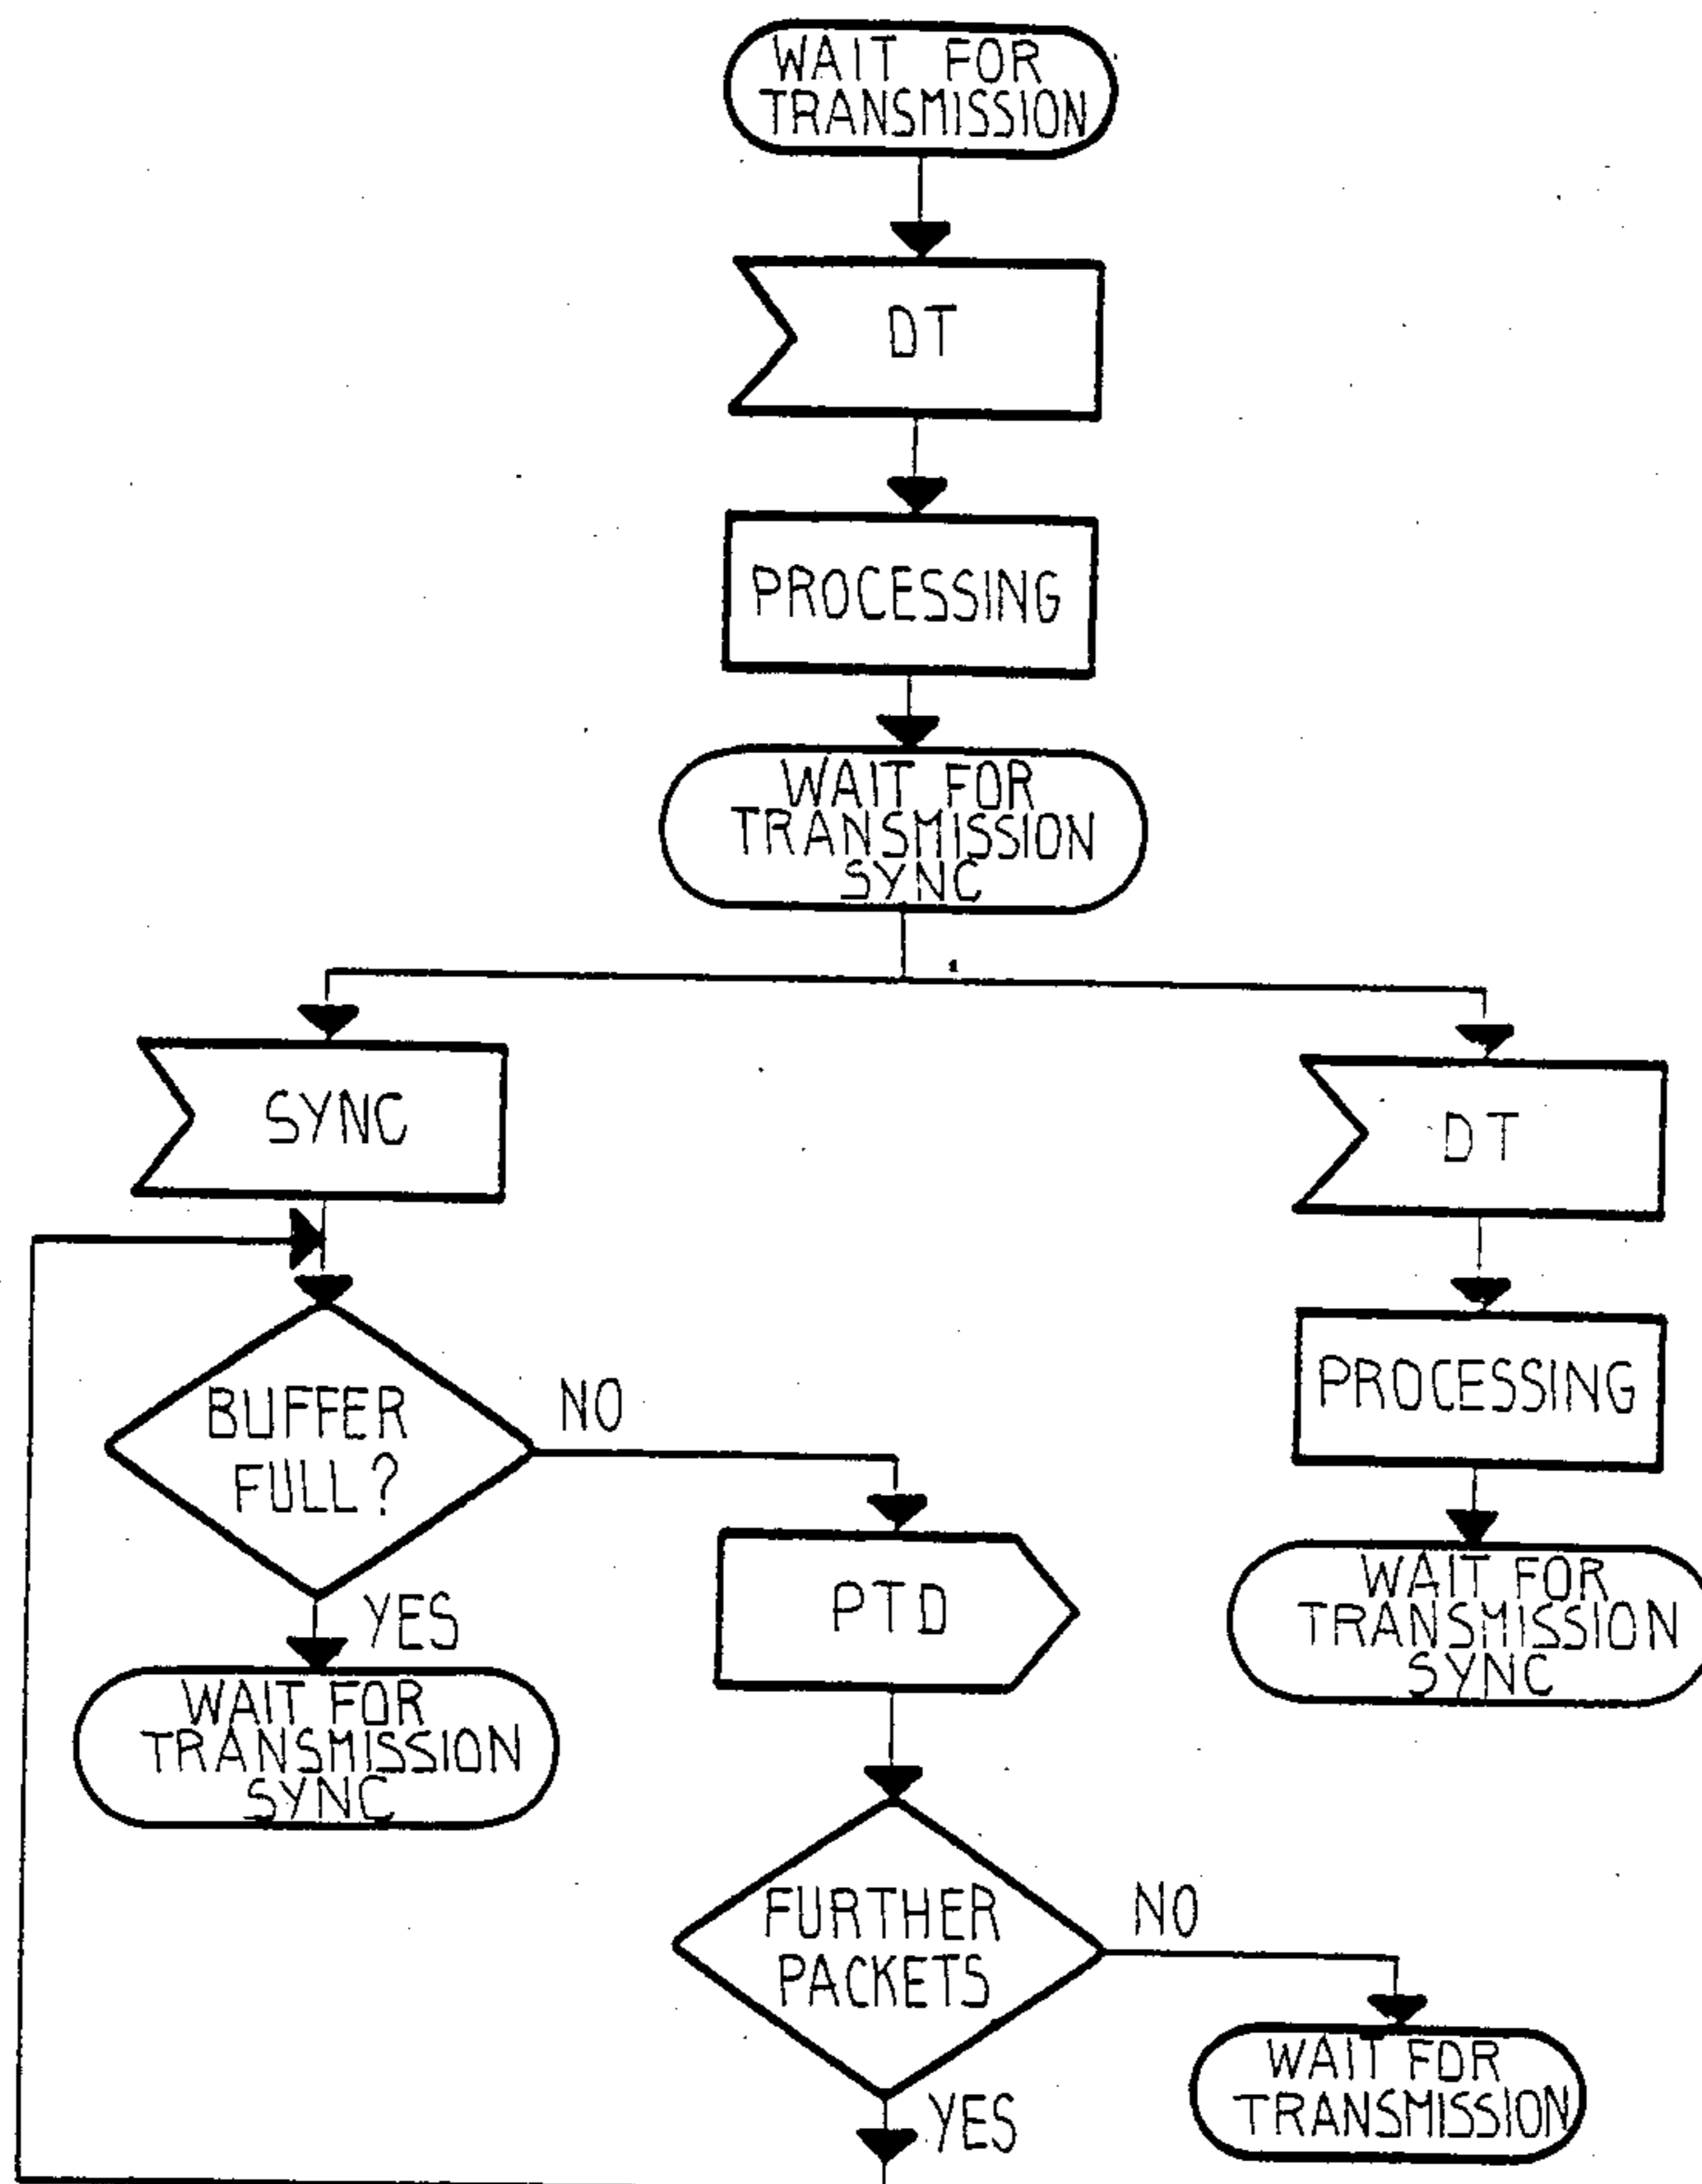 WAIT FOR
TRANSMISSION
DT
PROCESSING
WAIT FOR
TRANSMISSION
SYNC
SYNC
DT
BUFFER
FULL?
NO
YES
PROCESSING
PTD
WAIT FOR
TRANSMISSION
SYNC
WAIT FOR
TRANSMISSION
SYNC
FURTHER
PACKETS
NO
YES
WAIT FOR
TRANSMISSION